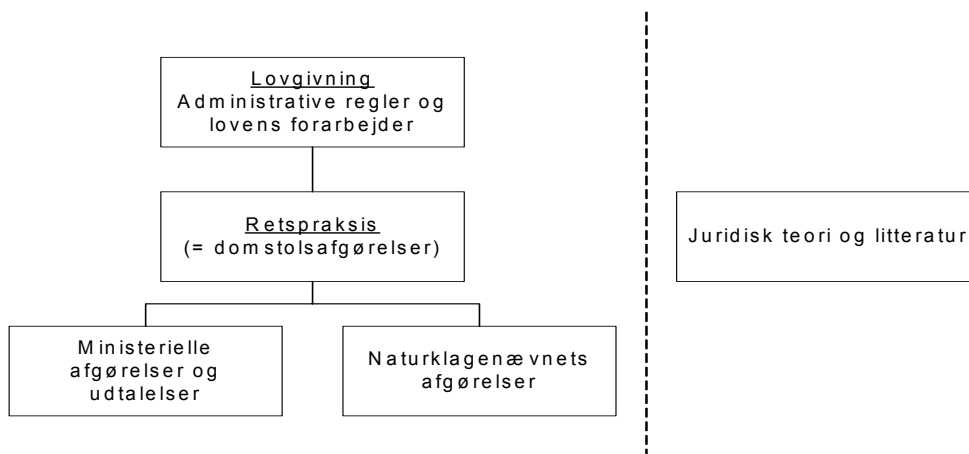 Lovgivning
Administrative regler og
lovens forarbejder
Retspraksis
(= domstolsafgørelser)
Juridisk teori og litteratur
Ministerielle
afgørelser og
udtalelser
Naturklagenævnets
afgørelser